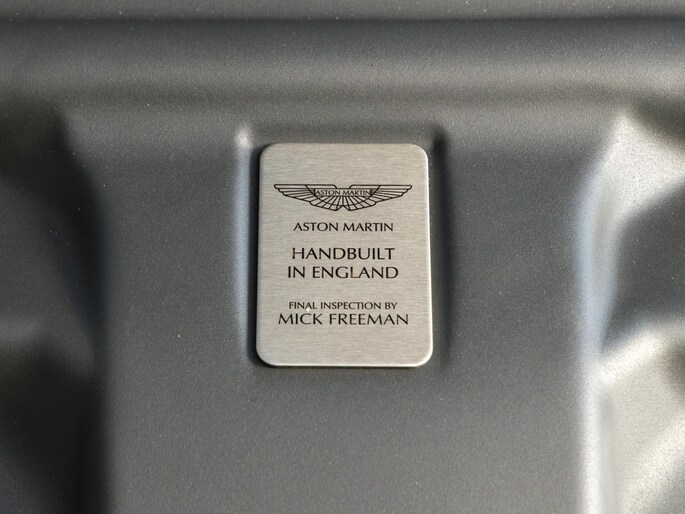 ASTON MARTIN
ASTON MARTIN
HANDBUILT
IN ENGLAND
FINAL INSPECTION BY
MICK FREEMAN